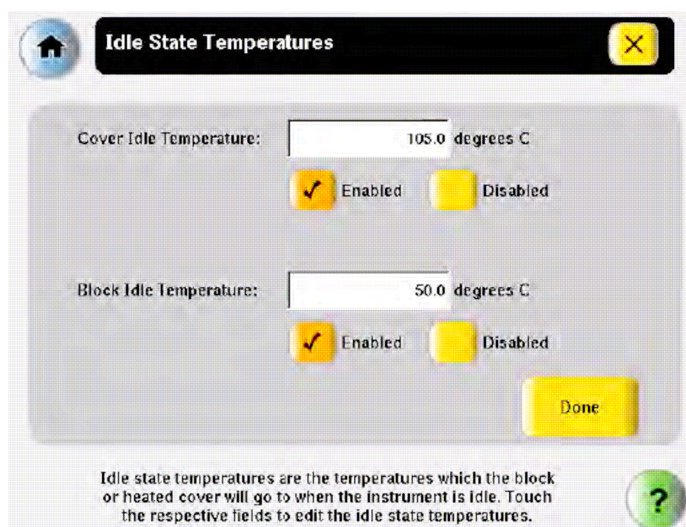 Idle State Temperatures
Cover Idle Temperature: 105.0 degrees C
Enabled Disabled
Block Idle Temperature: 50.0 degrees C
Enabled Disabled
Done
Idle state temperatures are the temperatures which the block
or heated cover will go to when the instrument is idle. Touch
the respective fields to edit the idle state temperatures.
?